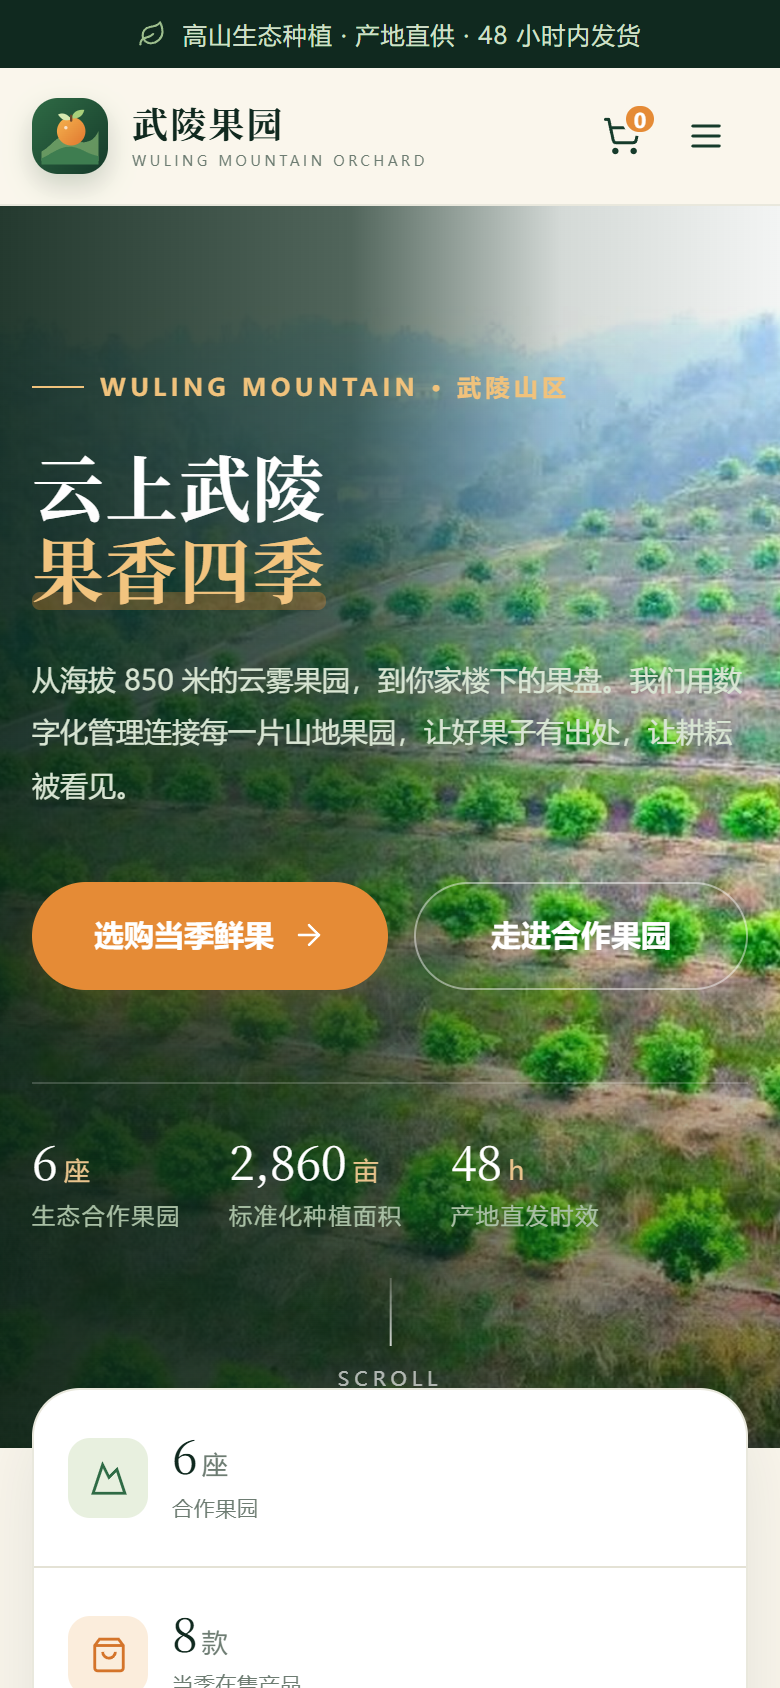 高山生态种植 · 产地直供 · 48 小时内发货
武陵果园
WULING MOUNTAIN ORCHARD
0
WULING MOUNTAIN • 武陵山区
云上武陵
果香四季
从海拔 850 米的云雾果园，到你家楼下的果盘。我们用数
字化管理连接每一片山地果园，让好果子有出处，让耕耘
被看见。
选购当季鲜果 →
走进合作果园
6 座
生态合作果园
2,860 亩
标准化种植面积
48 h
产地直发时效
SCROLL
6 座
合作果园
8 款
当季在售产品